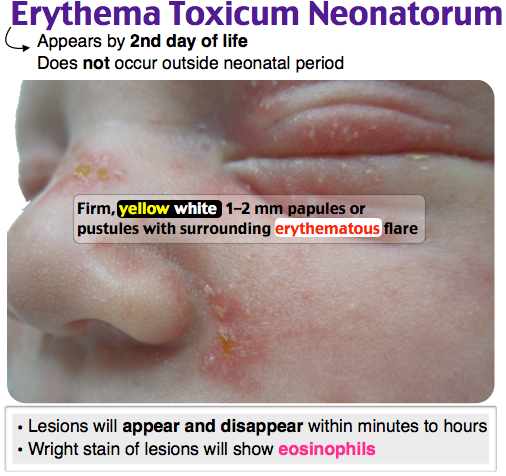 Erythema Toxicum Neonatorum
Appears by 2nd day of life
Does not occur outside neonatal period
Firm, yellow white 1–2 mm papules or
pustules with surrounding erythematous flare
• Lesions will appear and disappear within minutes to hours
• Wright stain of lesions will show eosinophils